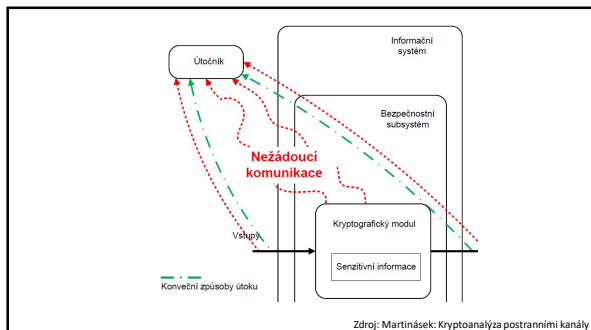 Informační
systém
Útočník
Bezpečnostní
subsystém
Nežádoucí
komunikace
Kryptografický modul
Vstupy
Senzitivní informace
Konveční způsoby útoku
Zdroj: Martinásek: Kryptoanalýza postranními kanály